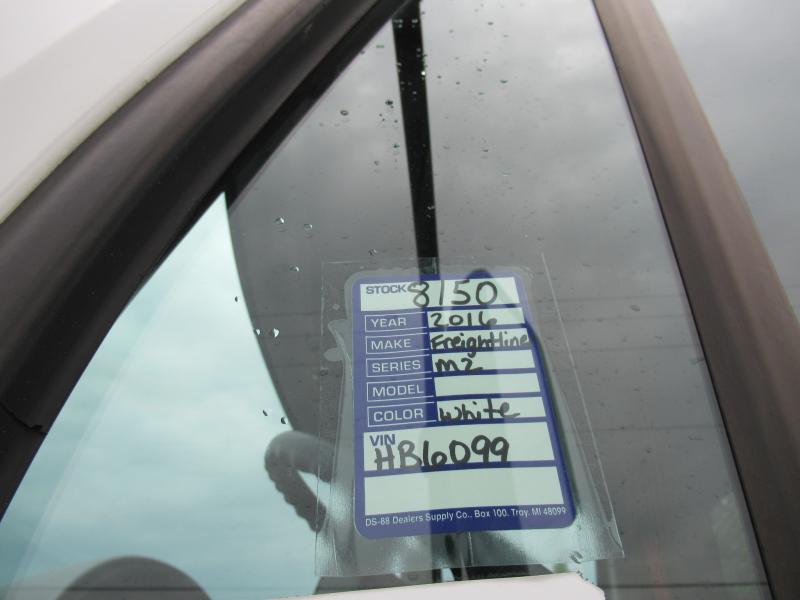 STOCK 8150
YEAR 2016
MAKE Freightline
SERIES M2
MODEL
COLOR White
VIN
HB6099
DS-88 Dealers Supply Co., Box 100, Troy, MI 48099